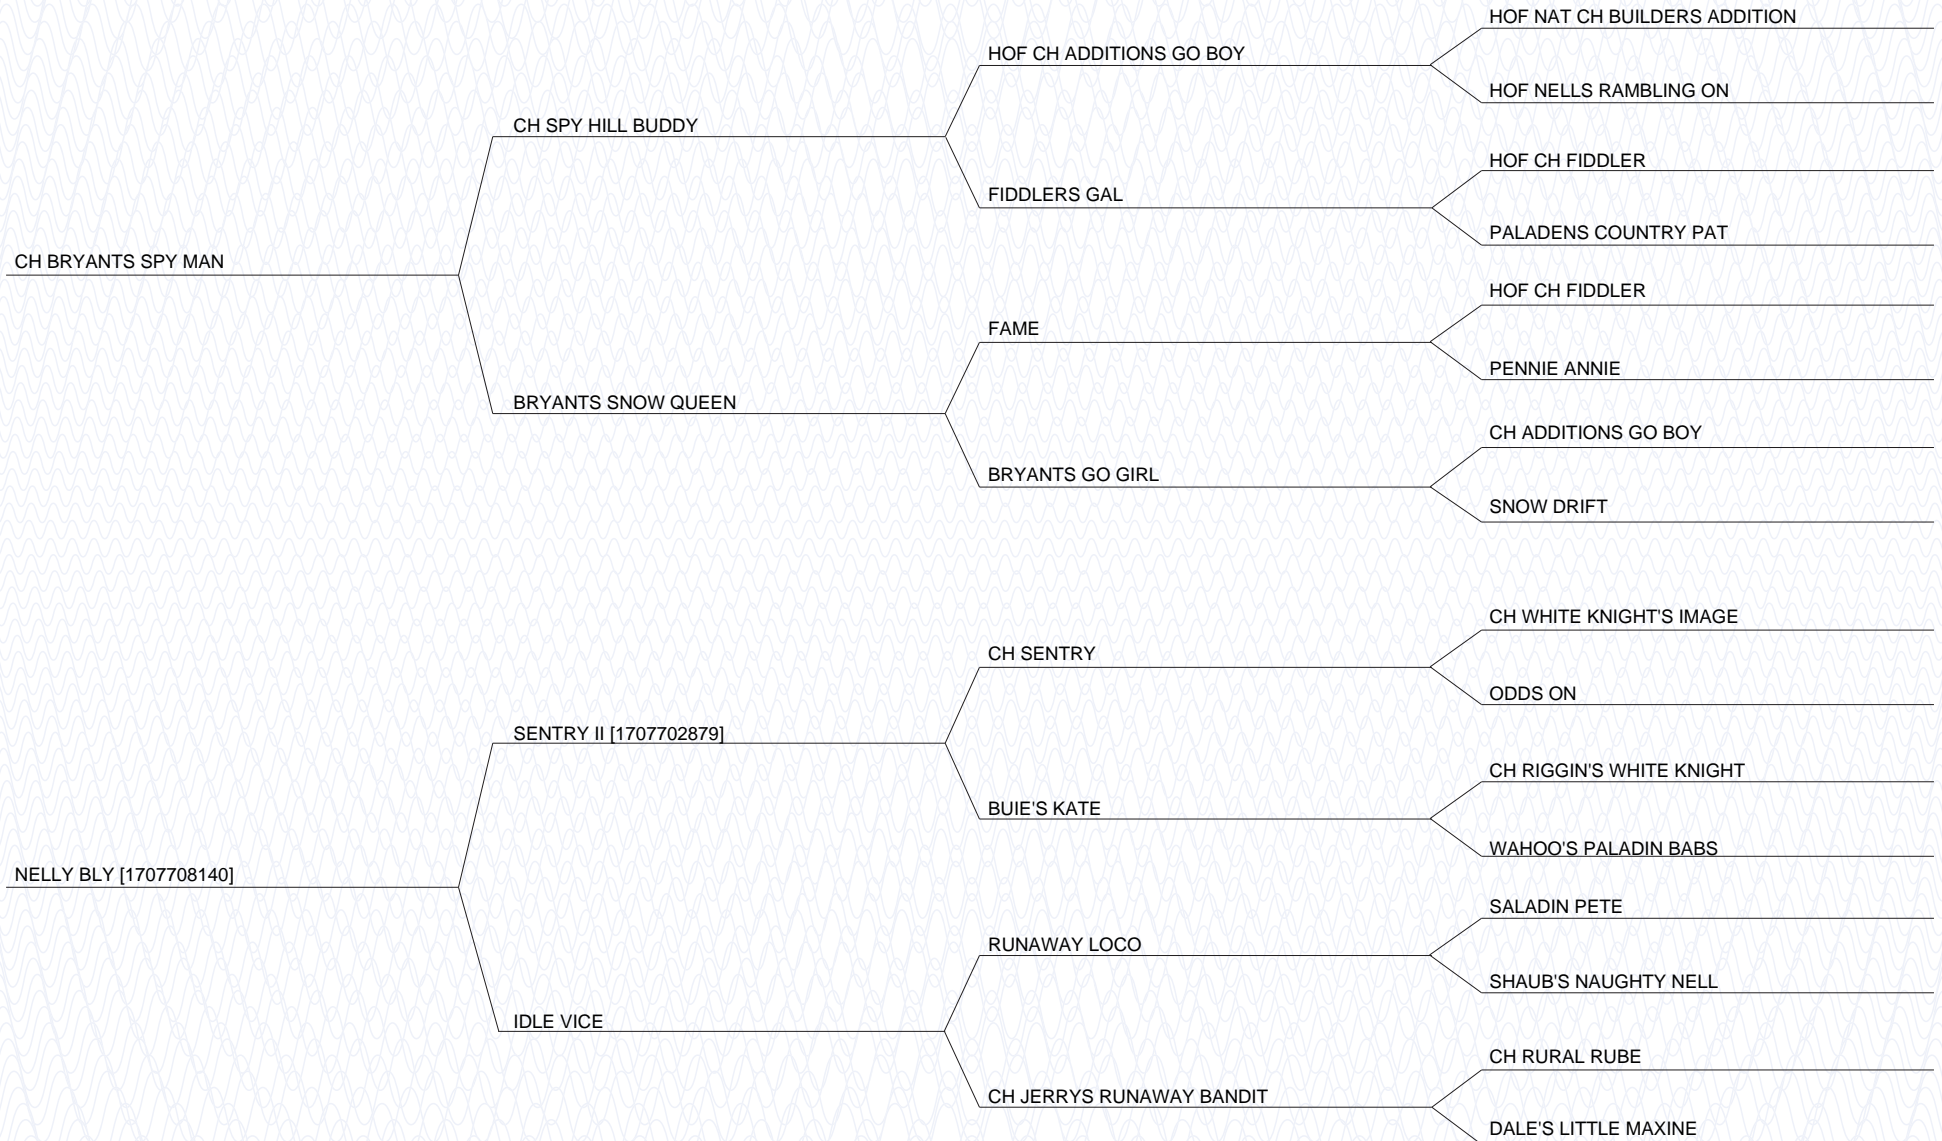 HOF NAT CH BUILDERS ADDITION
HOF CH ADDITIONS GO BOY
HOF NELLS RAMBLING ON
CH SPY HILL BUDDY
HOF CH FIDDLER
FIDDLERS GAL
PALADENS COUNTRY PAT
CH BRYANTS SPY MAN
HOF CH FIDDLER
FAME
PENNIE ANNIE
BRYANTS SNOW QUEEN
CH ADDITIONS GO BOY
BRYANTS GO GIRL
SNOW DRIFT
CH WHITE KNIGHT'S IMAGE
CH SENTRY
ODDS ON
SENTRY II [1707702879]
CH RIGGIN'S WHITE KNIGHT
BUIE'S KATE
WAHOO'S PALADIN BABS
NELLY BLY [1707708140]
SALADIN PETE
RUNAWAY LOCO
SHAUB'S NAUGHTY NELL
IDLE VICE
CH RURAL RUBE
CH JERRYS RUNAWAY BANDIT
DALE'S LITTLE MAXINE